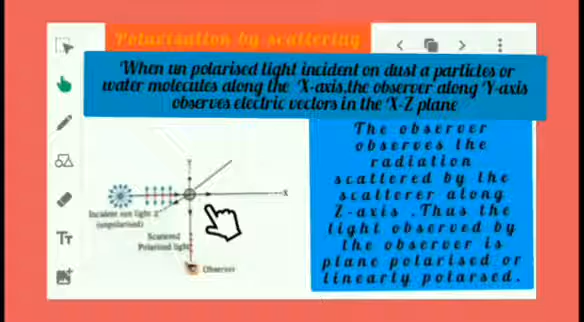 Polarisation by scattering
When un polarised light incident on dust a particles or
water molecules along the X-axis,the observer along Y-axis
observes electric vectors in the X-Z plane
The observer
observes the
radiation
scattered by the
scatterer along
Z-axis .Thus the
light observed by
the observer is
plane polarised or
linearly polarsed.
Y
X
Incident sun light Z
(unpolarised)
Scattered
Polarised light
Observer
TT